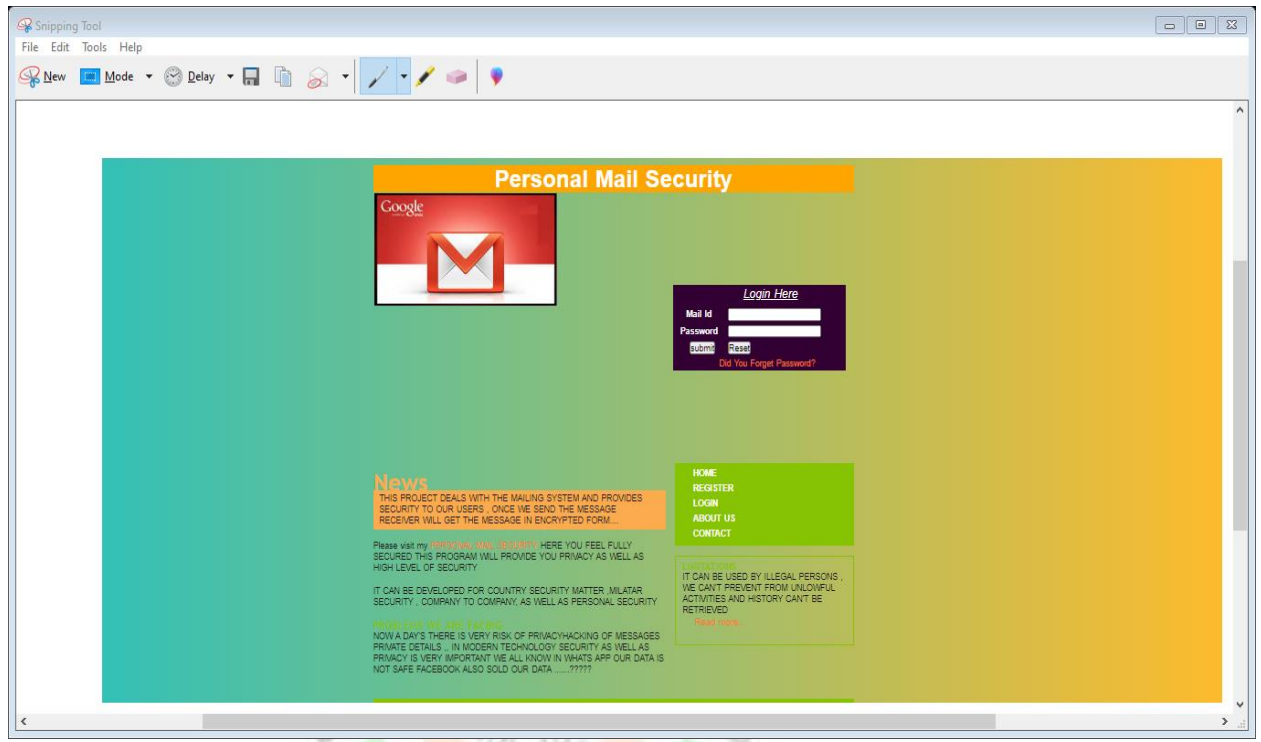 Snipping Tool
File Edit Tools Help
New Mode Delay
Personal Mail Security
Google
Login Here
Mail Id
Password
submit Reset
Did You Forget Password?
News
THIS PROJECT DEALS WITH THE MAILING SYSTEM AND PROVIDES
SECURITY TO OUR USERS , ONCE WE SEND THE MESSAGE
RECEIVER WILL GET THE MESSAGE IN ENCRYPTED FORM....
Please visit my PERSONAL MAIL SECURITY. HERE YOU FEEL FULLY
SECURED THIS PROGRAM WILL PROVIDE YOU PRIVACY AS WELL AS
HIGH LEVEL OF SECURITY
IT CAN BE DEVELOPED FOR COUNTRY SECURITY MATTER ,MILATAR
SECURITY , COMPANY TO COMPANY, AS WELL AS PERSONAL SECURITY
PROBLEMS WE ARE FACING
NOW A DAY'S THERE IS VERY RISK OF PRIVACYHACKING OF MESSAGES
PRIVATE DETAILS ,. IN MODERN TECHNOLOGY SECURITY AS WELL AS
PRIVACY IS VERY IMPORTANT WE ALL KNOW IN WHATS APP OUR DATA IS
NOT SAFE FACEBOOK ALSO SOLD OUR DATA ......?????
HOME
REGISTER
LOGIN
ABOUT US
CONTACT
LIMITATIONS
IT CAN BE USED BY ILLEGAL PERSONS ,
WE CAN'T PREVENT FROM UNLOWFUL
ACTIVITIES AND HISTORY CAN'T BE
RETRIEVED
Read more..